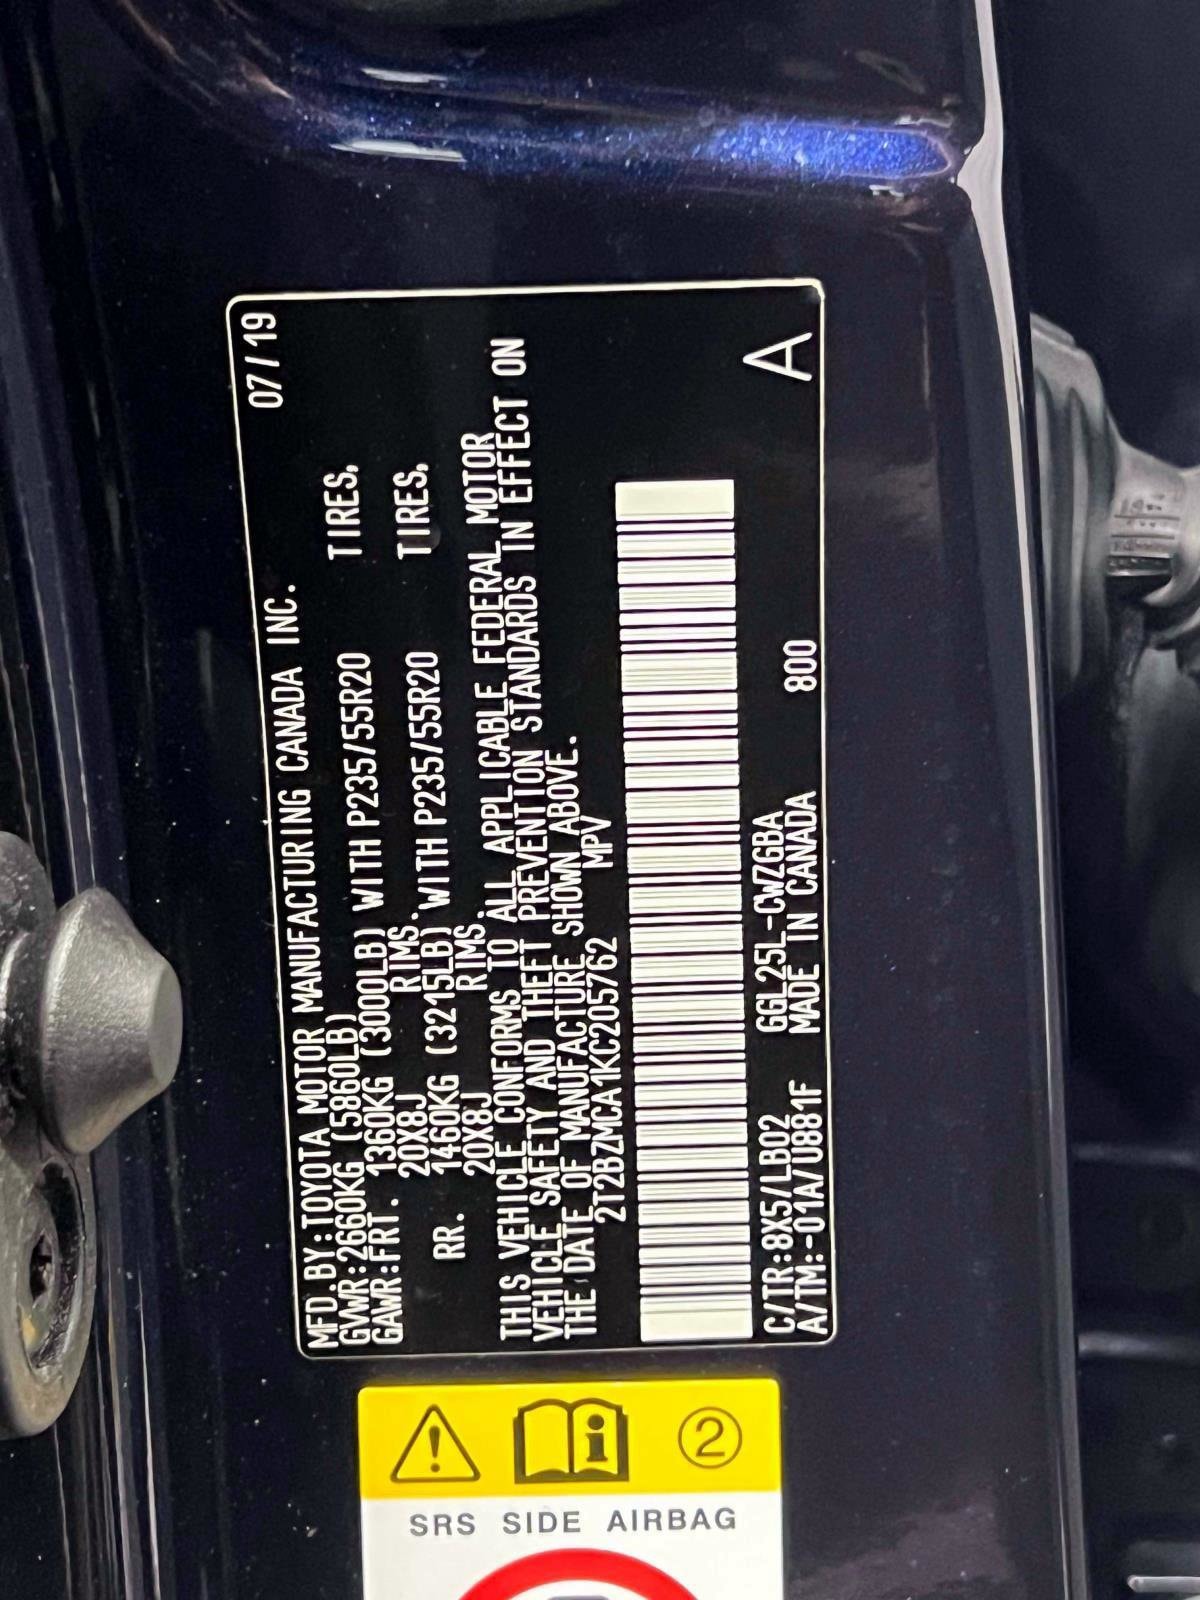 MFD.BY:TOYOTA MOTOR MANUFACTURING CANADA INC. 07/19
GVWR:2660KG (5860LB)
GAWR:FRT. 1360KG (3000LB) WITH P235/55R20 TIRES,
20X8J RIMS.
RR. 1460KG (3215LB) WITH P235/55R20 TIRES,
20X8J RIMS.
THIS VEHICLE CONFORMS TO ALL APPLICABLE FEDERAL MOTOR
VEHICLE SAFETY AND THEFT PREVENTION STANDARDS IN EFFECT ON
THE DATE OF MANUFACTURE SHOWN ABOVE.
2T2BZMCA1KC205762 MPV
C/TR:8X5/LB02 GGL25L-CWZGBA 800
A/TM:-01A/U881F MADE IN CANADA A
2
SRS SIDE AIRBAG